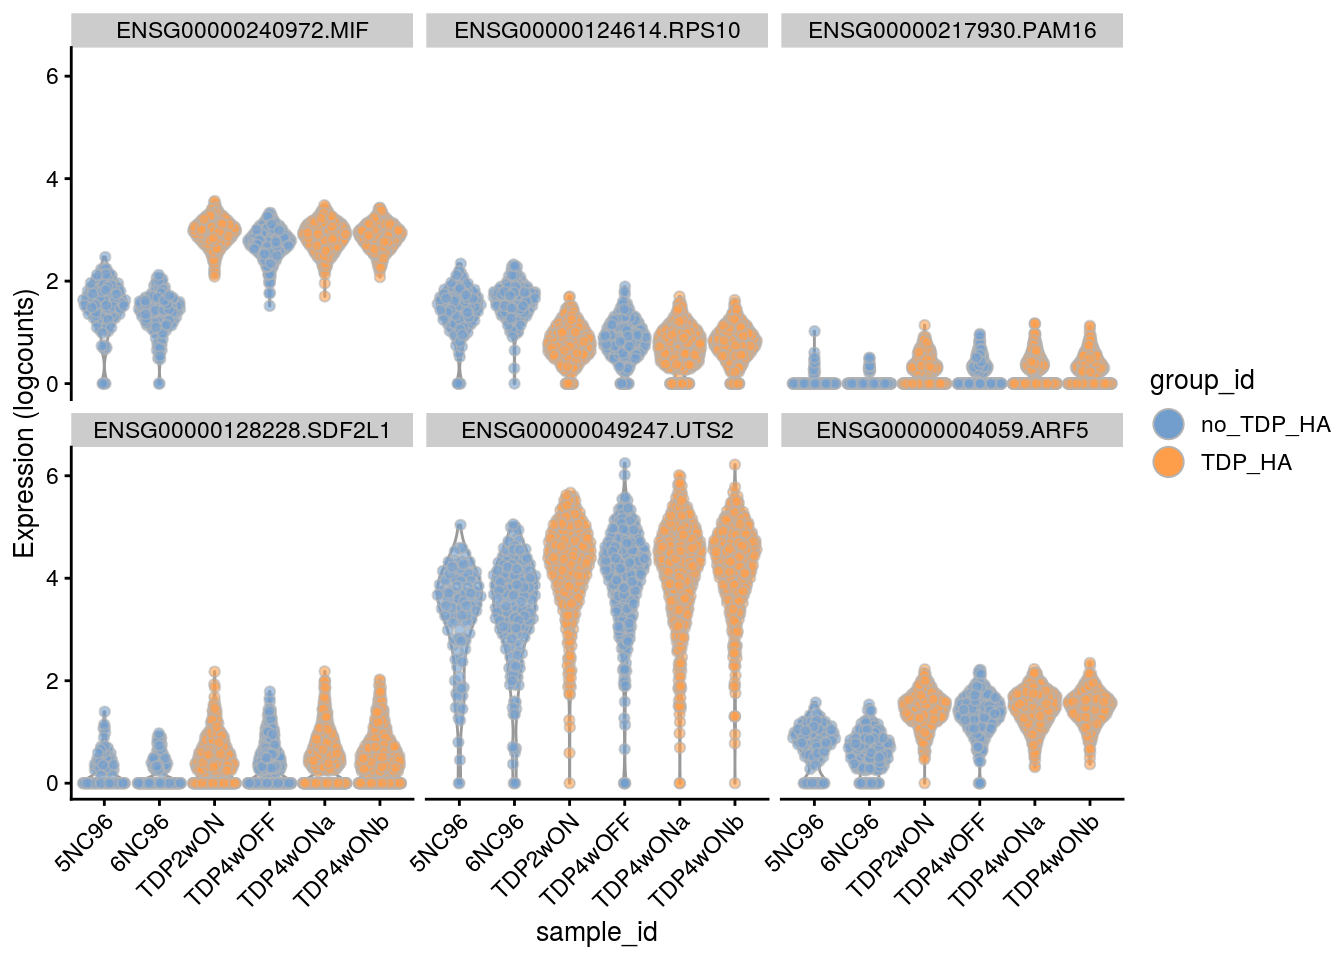 ENSG00000240972.MIF ENSG00000124614.RPS10 ENSG00000217930.PAM16
6
4
2
0
ENSG00000128228.SDF2L1 ENSG00000049247.UTS2 ENSG00000004059.ARF5
6
4
2
0
Expression (logcounts)
5NC96 6NC96 TDP2wON TDP4wOFF TDP4wONa TDP4wONb 5NC96 6NC96 TDP2wON TDP4wOFF TDP4wONa TDP4wONb 5NC96 6NC96 TDP2wON TDP4wOFF TDP4wONa TDP4wONb
sample_id
group_id
no_TDP_HA
TDP_HA